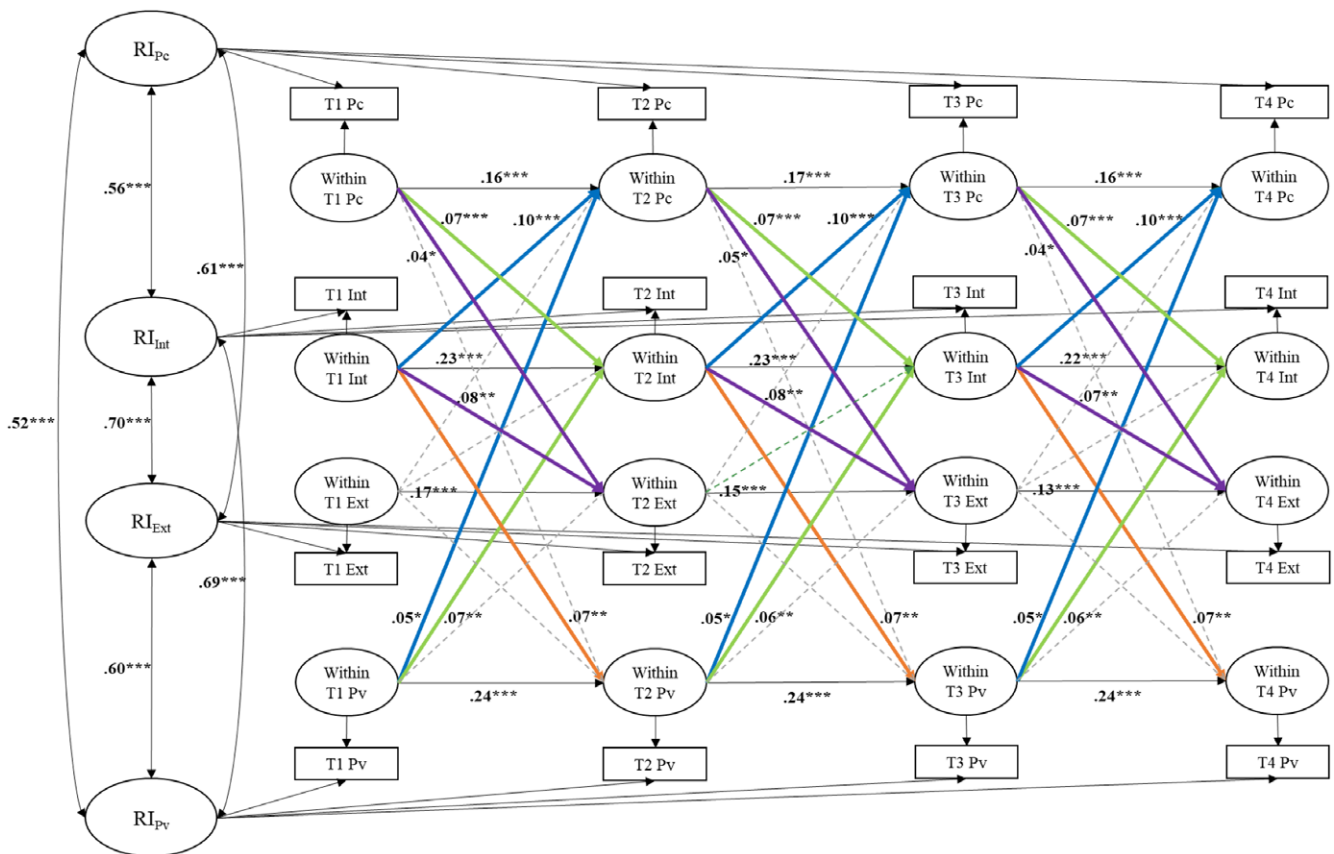 RIPc
T1 Pc
T2 Pc
T3 Pc
T4 Pc
Within
T1 Pc
.16***
Within
T2 Pc
.17***
Within
T3 Pc
.16***
Within
T4 Pc
.56***
.07***
.10***
.07***
.10***
.07***
.10***
.61***
.04*
.05*
.04*
T1 Int
T2 Int
T3 Int
T4 Int
RIInt
Within
T1 Int
.23***
Within
T2 Int
.23***
Within
T3 Int
.22***
Within
T4 Int
.52***
.70***
.08**
.08**
.07**
RIExt
Within
T1 Ext
.17***
Within
T2 Ext
.15***
Within
T3 Ext
.13***
Within
T4 Ext
T1 Ext
T2 Ext
T3 Ext
T4 Ext
.69***
.05*
.07**
.07**
.05*
.06**
.07**
.05*
.06**
.07**
.60***
Within
T1 Pv
.24***
Within
T2 Pv
.24***
Within
T3 Pv
.24***
Within
T4 Pv
T1 Pv
T2 Pv
T3 Pv
T4 Pv
RIPv